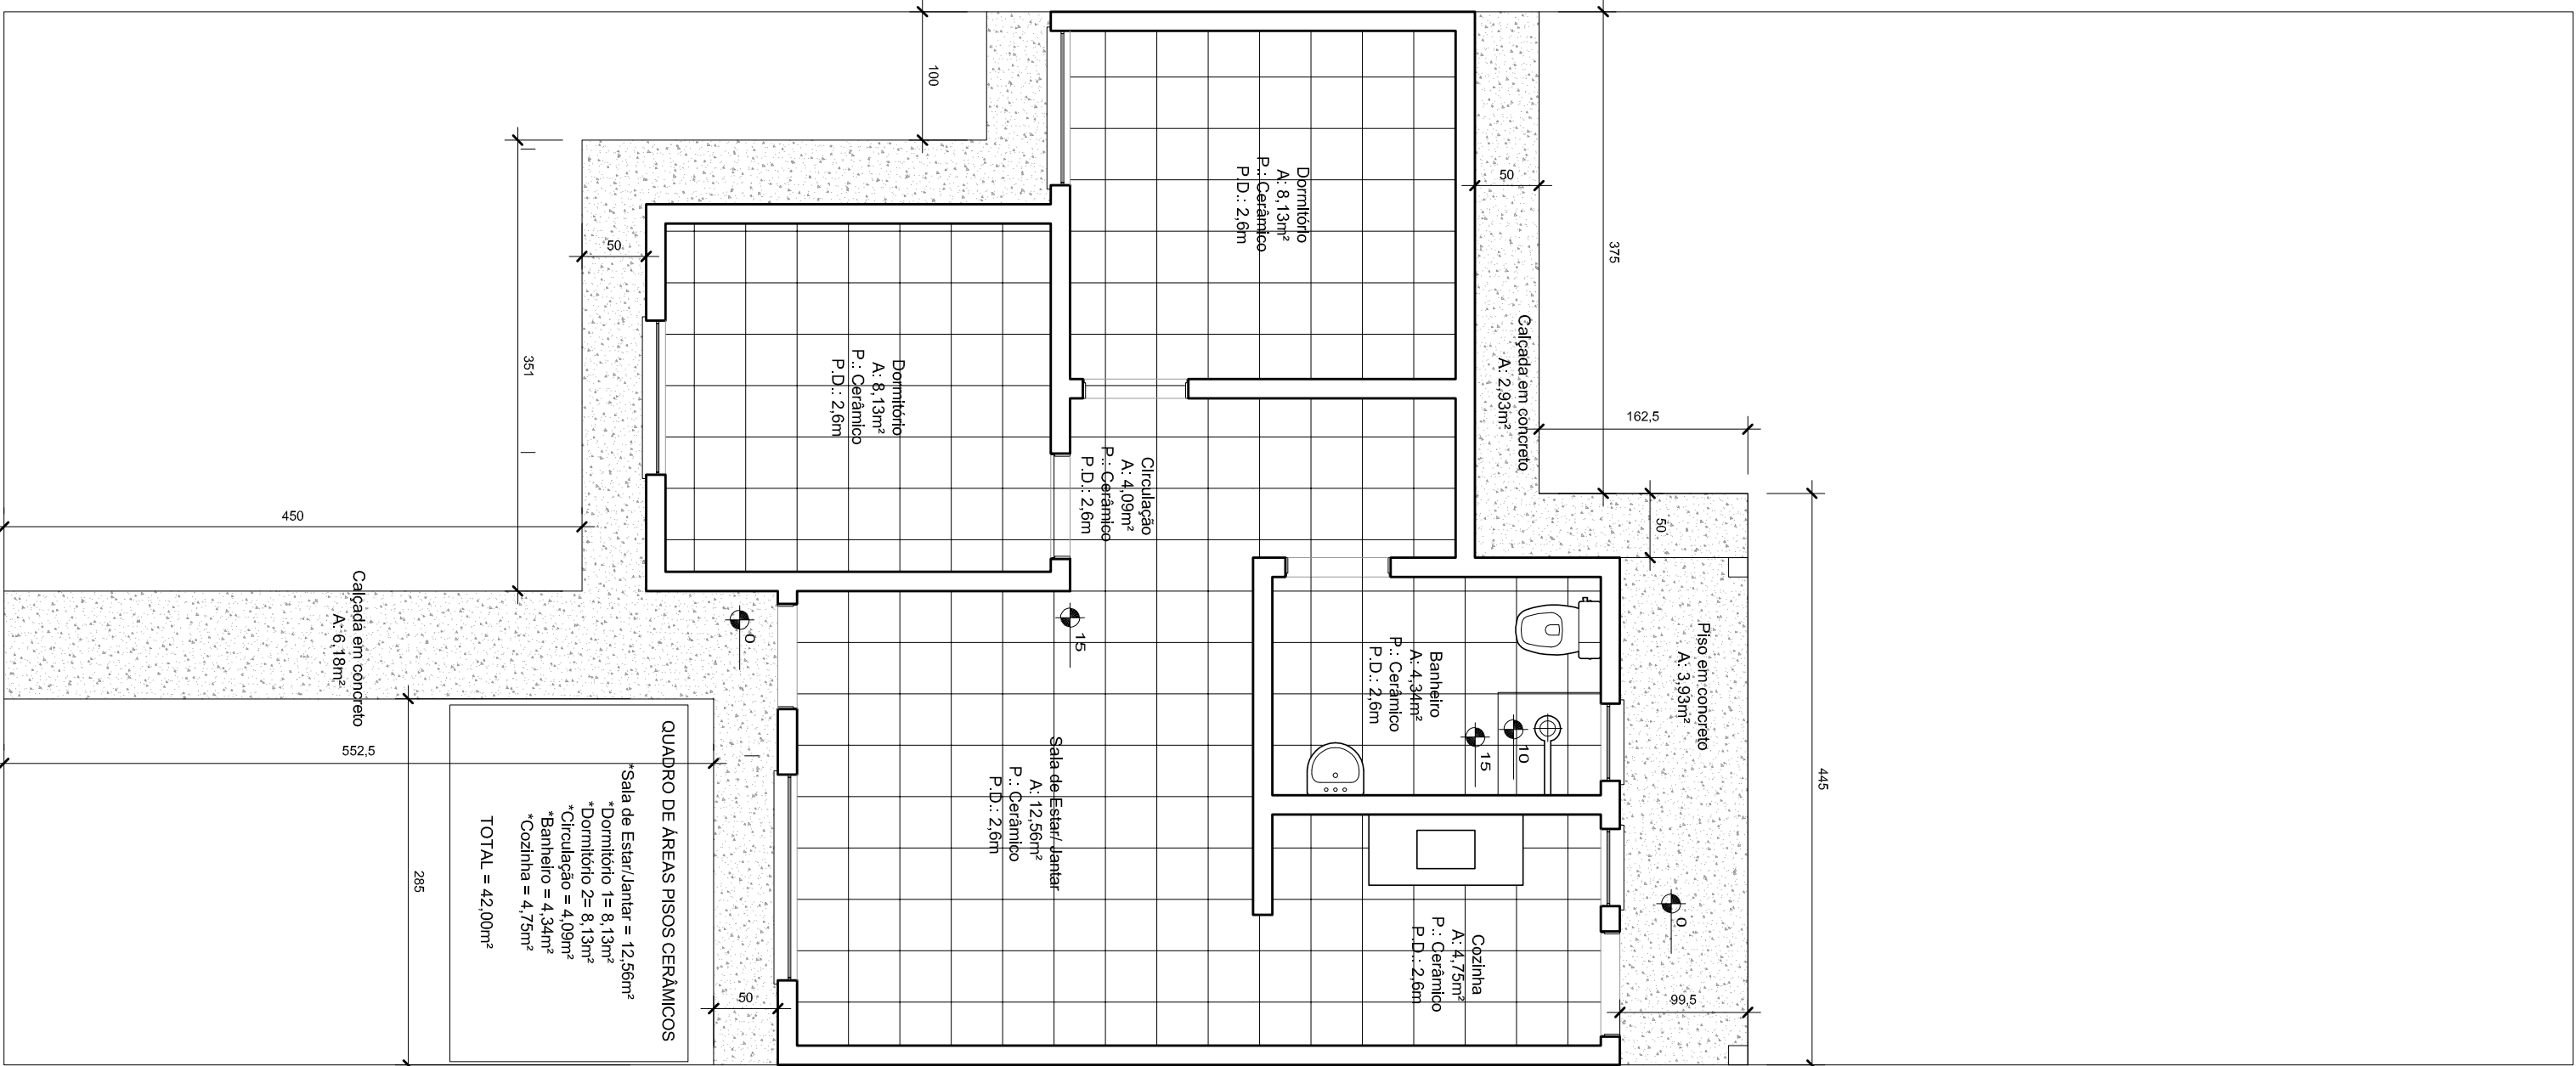 Dormitório
A: 8,13m²
P.: Cerâmico
P.D.: 2,6m
Dormitório
A: 8,13m²
P.: Cerâmico
P.D.: 2,6m
Circulação
A: 4,09m²
P.: Cerâmico
P.D.: 2,6m
Banheiro
A: 4,34m²
P.: Cerâmico
P.D.: 2,6m
Sala de Estar/ Jantar
A: 12,56m²
P.: Cerâmico
P.D.: 2,6m
Cozinha
A: 4,75m²
P.: Cerâmico
P.D.: 2,6m
Calçada em concreto
A: 2,93m²
Piso em concreto
A: 3,93m²
Calçada em concreto
A: 6,18m²
QUADRO DE ÁREAS PISOS CERÂMICOS
*Sala de Estar/Jantar = 12,56m²
*Dormitório 1= 8,13m²
*Dormitório 2= 8,13m²
*Circulação = 4,09m²
*Banheiro = 4,34m²
*Cozinha = 4,75m²
TOTAL = 42,00m²
100
375
50
50
351
162,5
50
450
445
552,5
285
50
99,5
0
15
15
10
0